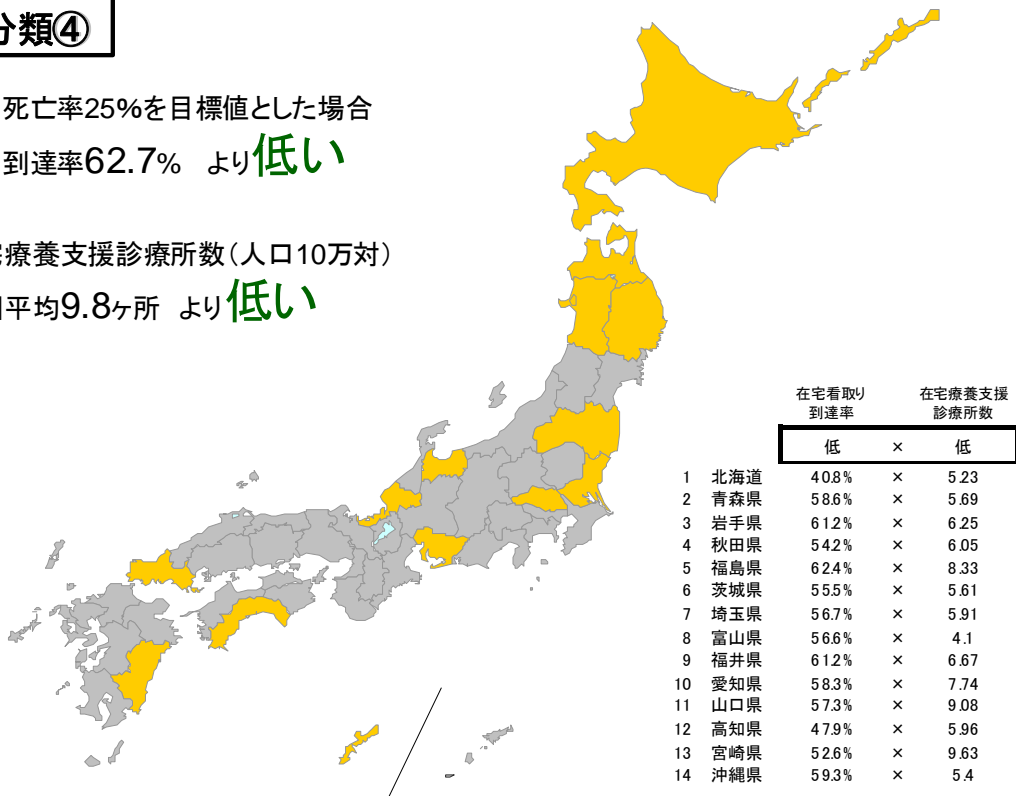 分類④
死亡率25%を目標値とした場合
到達率62.7% より低い
宅療養支援診療所数（人口10万対）
平均9.8ヶ所 より低い
在宅看取り 在宅療養支援
到達率 診療所数
低 × 低
1 北海道 40.8% × 5.23
2 青森県 58.6% × 5.69
3 岩手県 61.2% × 6.25
4 秋田県 54.2% × 6.05
5 福島県 62.4% × 8.33
6 茨城県 55.5% × 5.61
7 埼玉県 56.7% × 5.91
8 富山県 56.6% × 4.1
9 福井県 61.2% × 6.67
10 愛知県 58.3% × 7.74
11 山口県 57.3% × 9.08
12 高知県 47.9% × 5.96
13 宮崎県 52.6% × 9.63
14 沖縄県 59.3% × 5.4